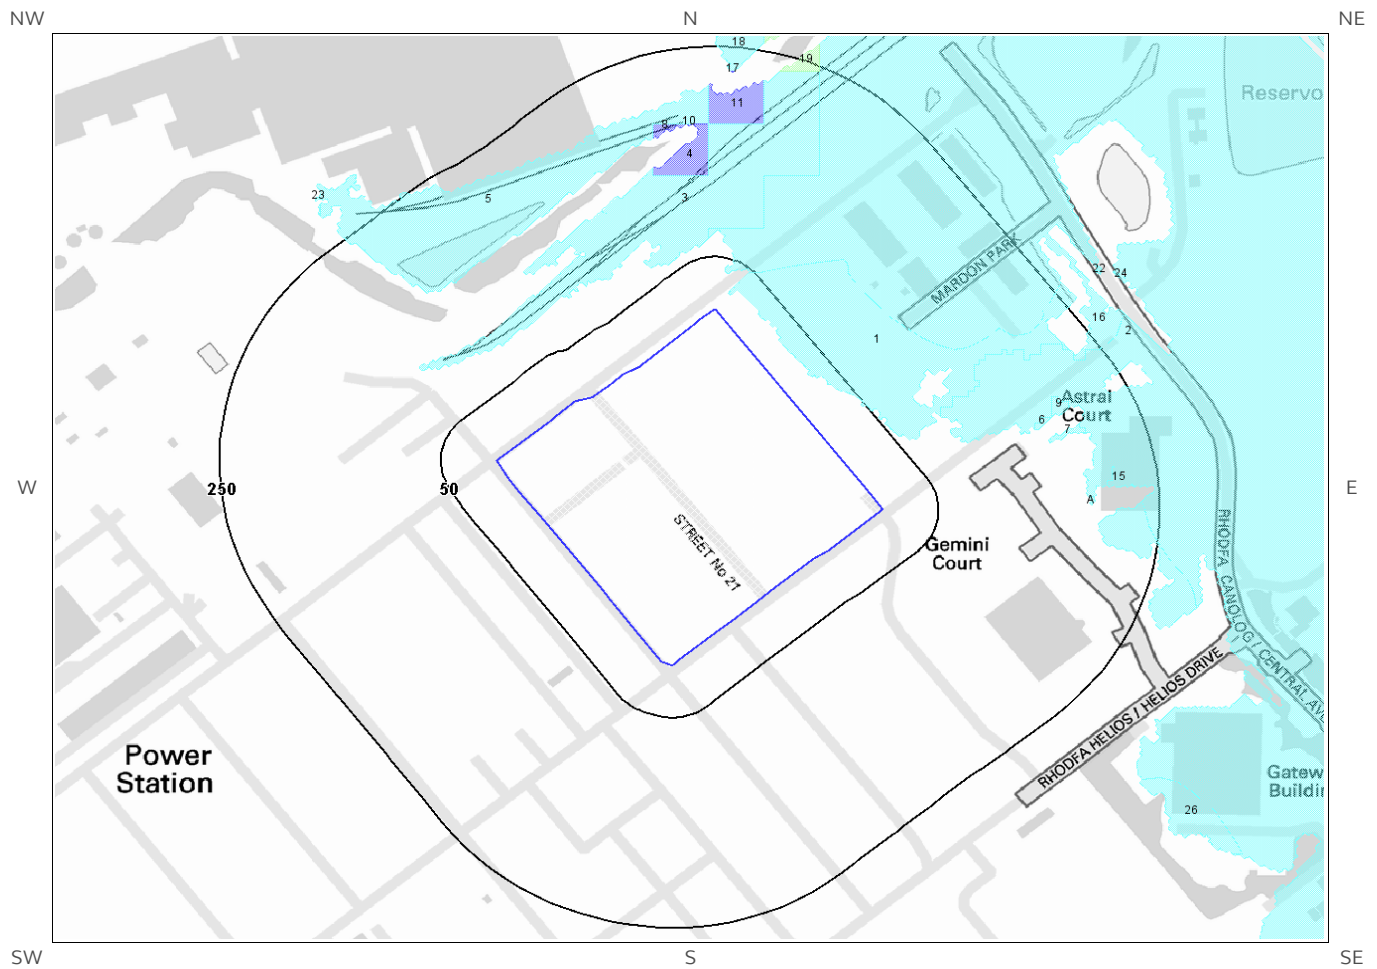 NW
N
NE
18
17
19
Reservo
11
10
8
4
23
5
3
MARDON PARK
22
24
16
2
1
9
Astral
Court
6
7
W
250
50
15
E
A
STREET No 21
Gemini
Court
RHODFA CANOLOG / CENTRAL AVE
RHODFA HELIOS / HELIOS DRIVE
Power
Station
Gatew
Buildin
26
SW
S
SE